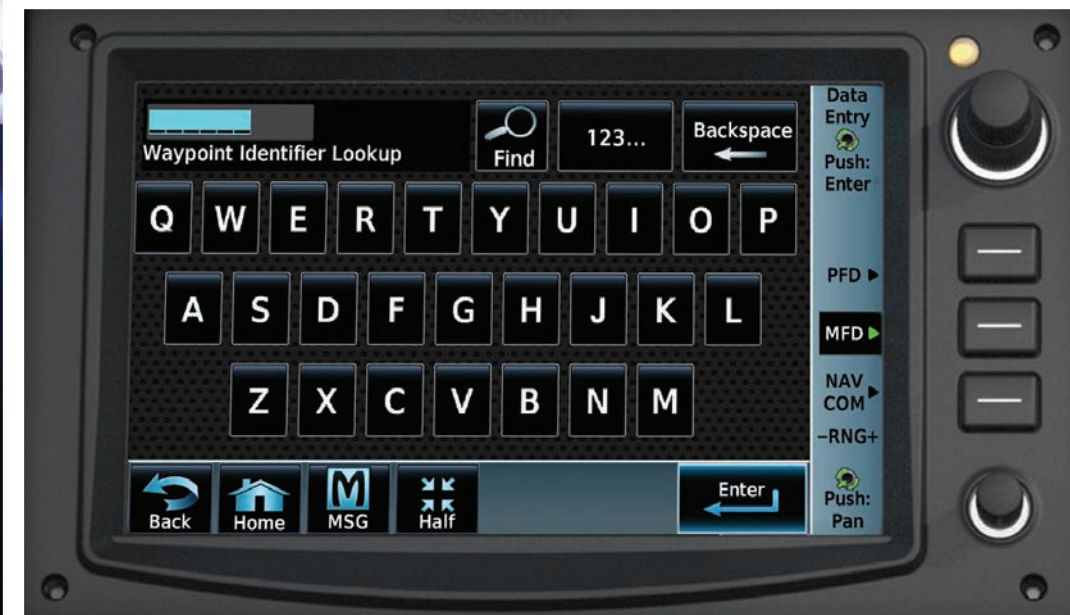 GARMIN
Waypoint Identifier Lookup
Find
123...
Backspace
Q W E R T Y U I O P
A S D F G H J K L
Z X C V B N M
Back
Home
MSG
Half
Enter
Data
Entry
Push:
Enter
PFD
MFD
NAV
COM
–RNG+
Push:
Pan